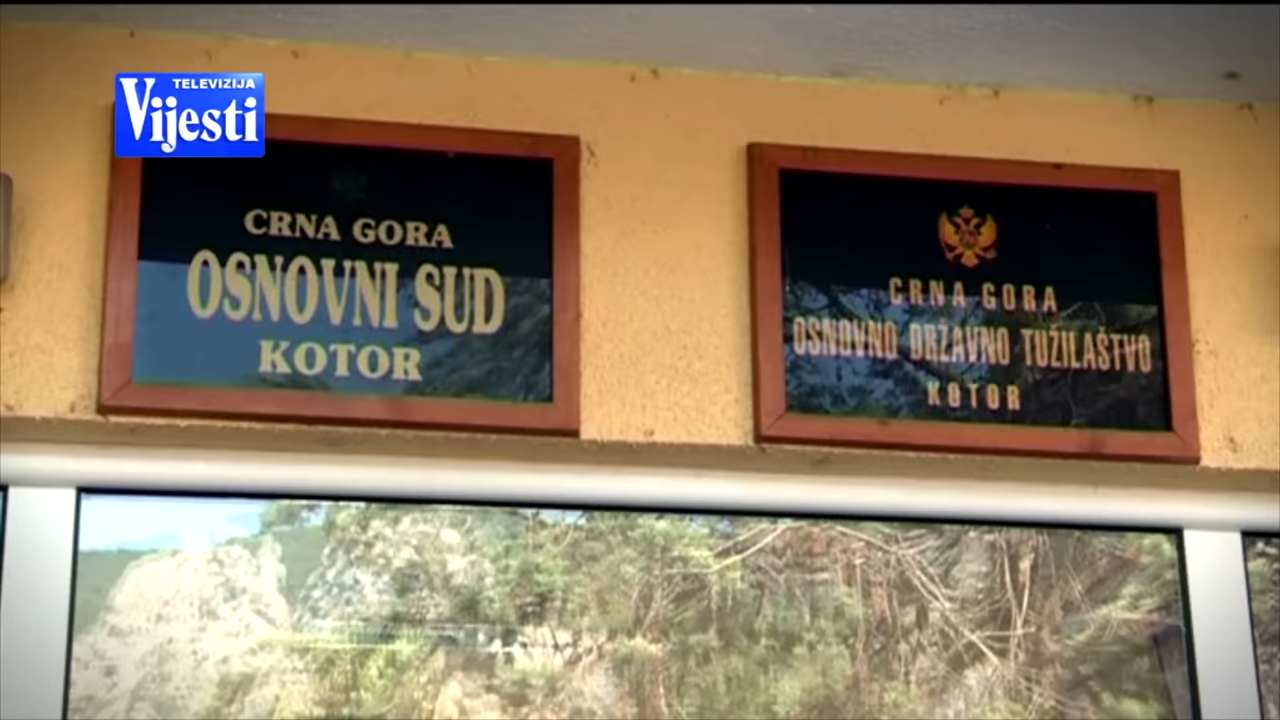 TELEVIZIJA
Vijesti
CRNA GORA
OSNOVNI SUD
KOTOR
CRNA GORA
OSNOVNO DRŽAVNO TUŽILAŠTVO
KOTOR